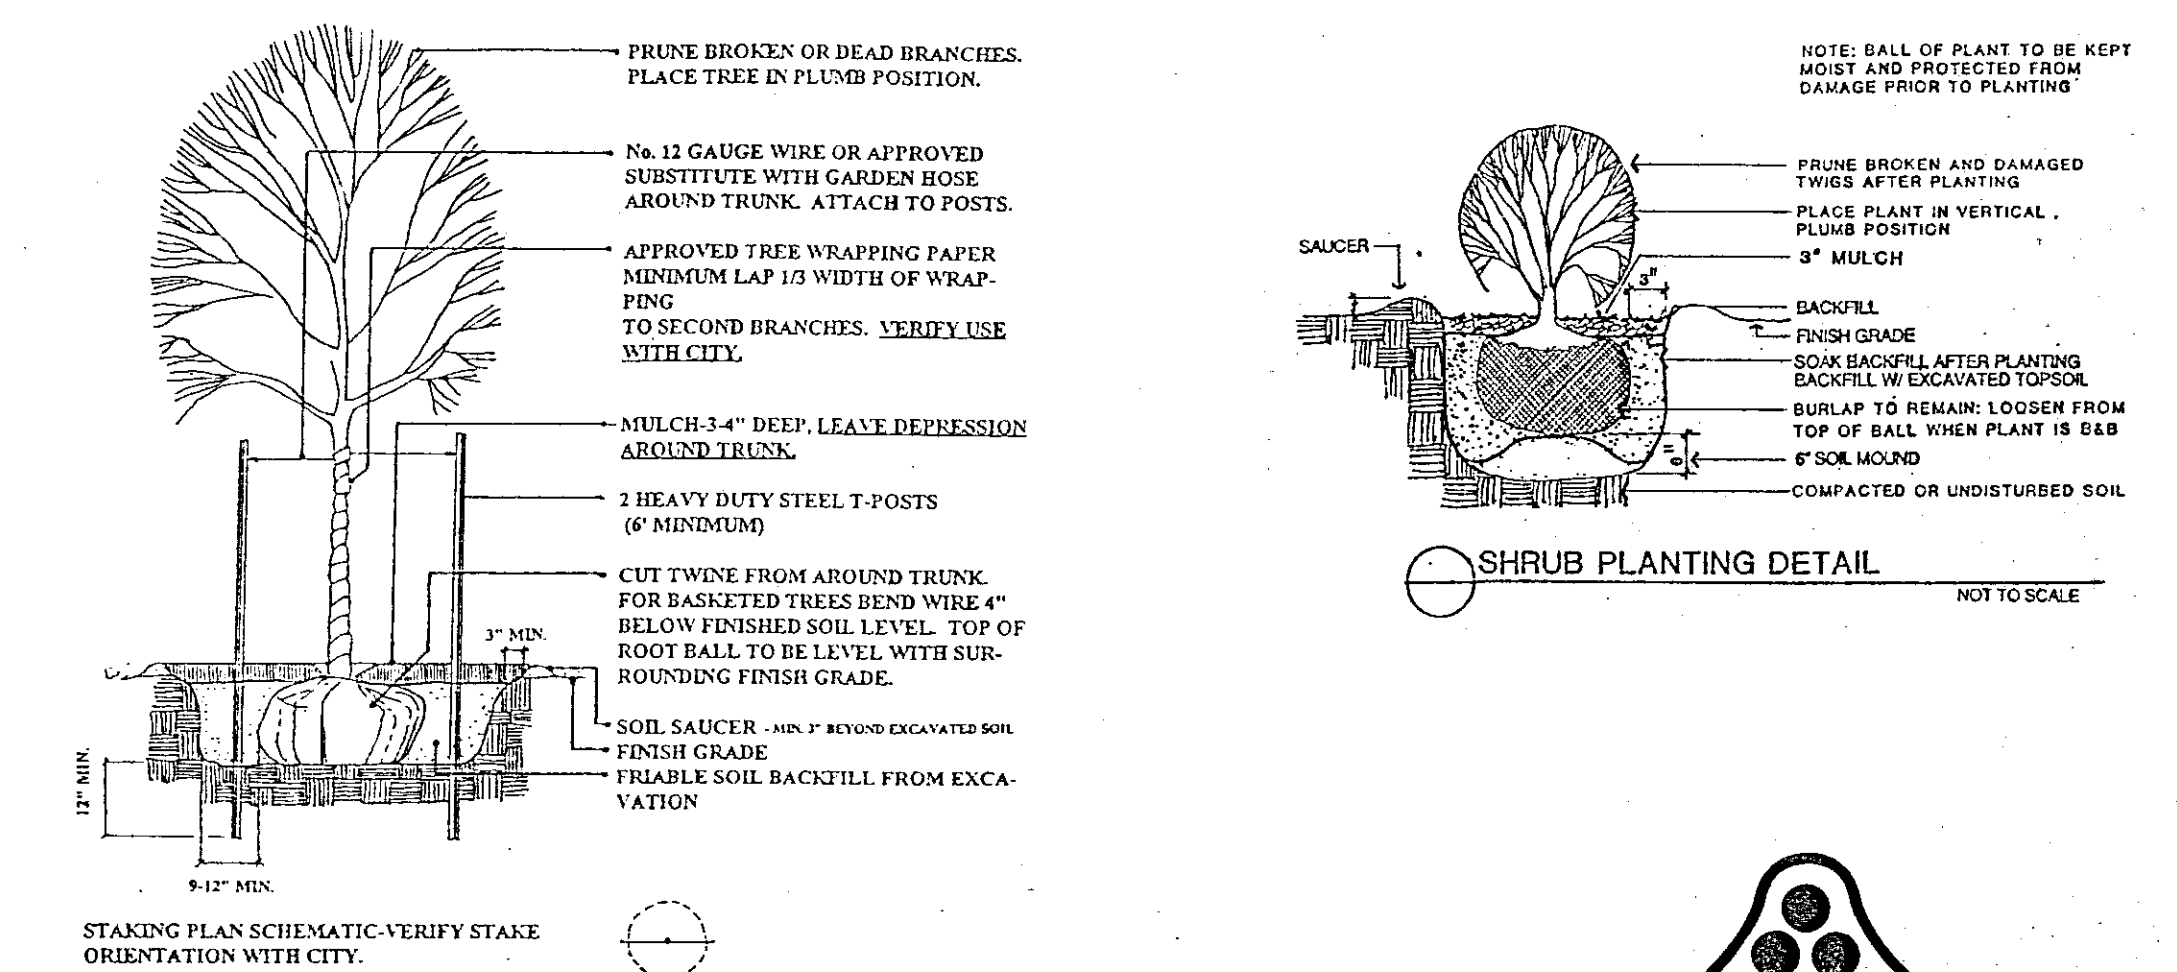 PRUNE BROKEN OR DEAD BRANCHES.
PLACE TREE IN PLUMB POSITION.
No. 12 GAUGE WIRE OR APPROVED
SUBSTITUTE WITH GARDEN HOSE
AROUND TRUNK. ATTACH TO POSTS.
APPROVED TREE WRAPPING PAPER
MINIMUM LAP 1/3 WIDTH OF WRAP-
PING
TO SECOND BRANCHES. VERIFY USE
WITH CITY.
MULCH-3-4" DEEP, LEAVE DEPRESSION
AROUND TRUNK.
2 HEAVY DUTY STEEL T-POSTS
(6' MINIMUM)
CUT TWINE FROM AROUND TRUNK.
FOR BASKETED TREES BEND WIRE 4"
BELOW FINISHED SOIL LEVEL. TOP OF
ROOT BALL TO BE LEVEL WITH SUR-
ROUNDING FINISH GRADE.
3" MIN.
SOIL SAUCER - MIN. 3" BEYOND EXCAVATED SOIL
FINISH GRADE
FRIABLE SOIL BACKFILL FROM EXCA-
VATION
12" MIN.
9-12" MIN.
STAKING PLAN SCHEMATIC-VERIFY STAKE
ORIENTATION WITH CITY.
NOTE: BALL OF PLANT TO BE KEPT
MOIST AND PROTECTED FROM
DAMAGE PRIOR TO PLANTING
PRUNE BROKEN AND DAMAGED
TWIGS AFTER PLANTING
PLACE PLANT IN VERTICAL,
PLUMB POSITION
SAUCER
3" MULCH
3"
BACKFILL
FINISH GRADE
SOAK BACKFILL AFTER PLANTING
BACKFILL W/ EXCAVATED TOPSOIL
BURLAP TO REMAIN: LOOSEN FROM
TOP OF BALL WHEN PLANT IS B&B
6"
6" SOIL MOUND
COMPACTED OR UNDISTURBED SOIL
SHRUB PLANTING DETAIL
NOT TO SCALE